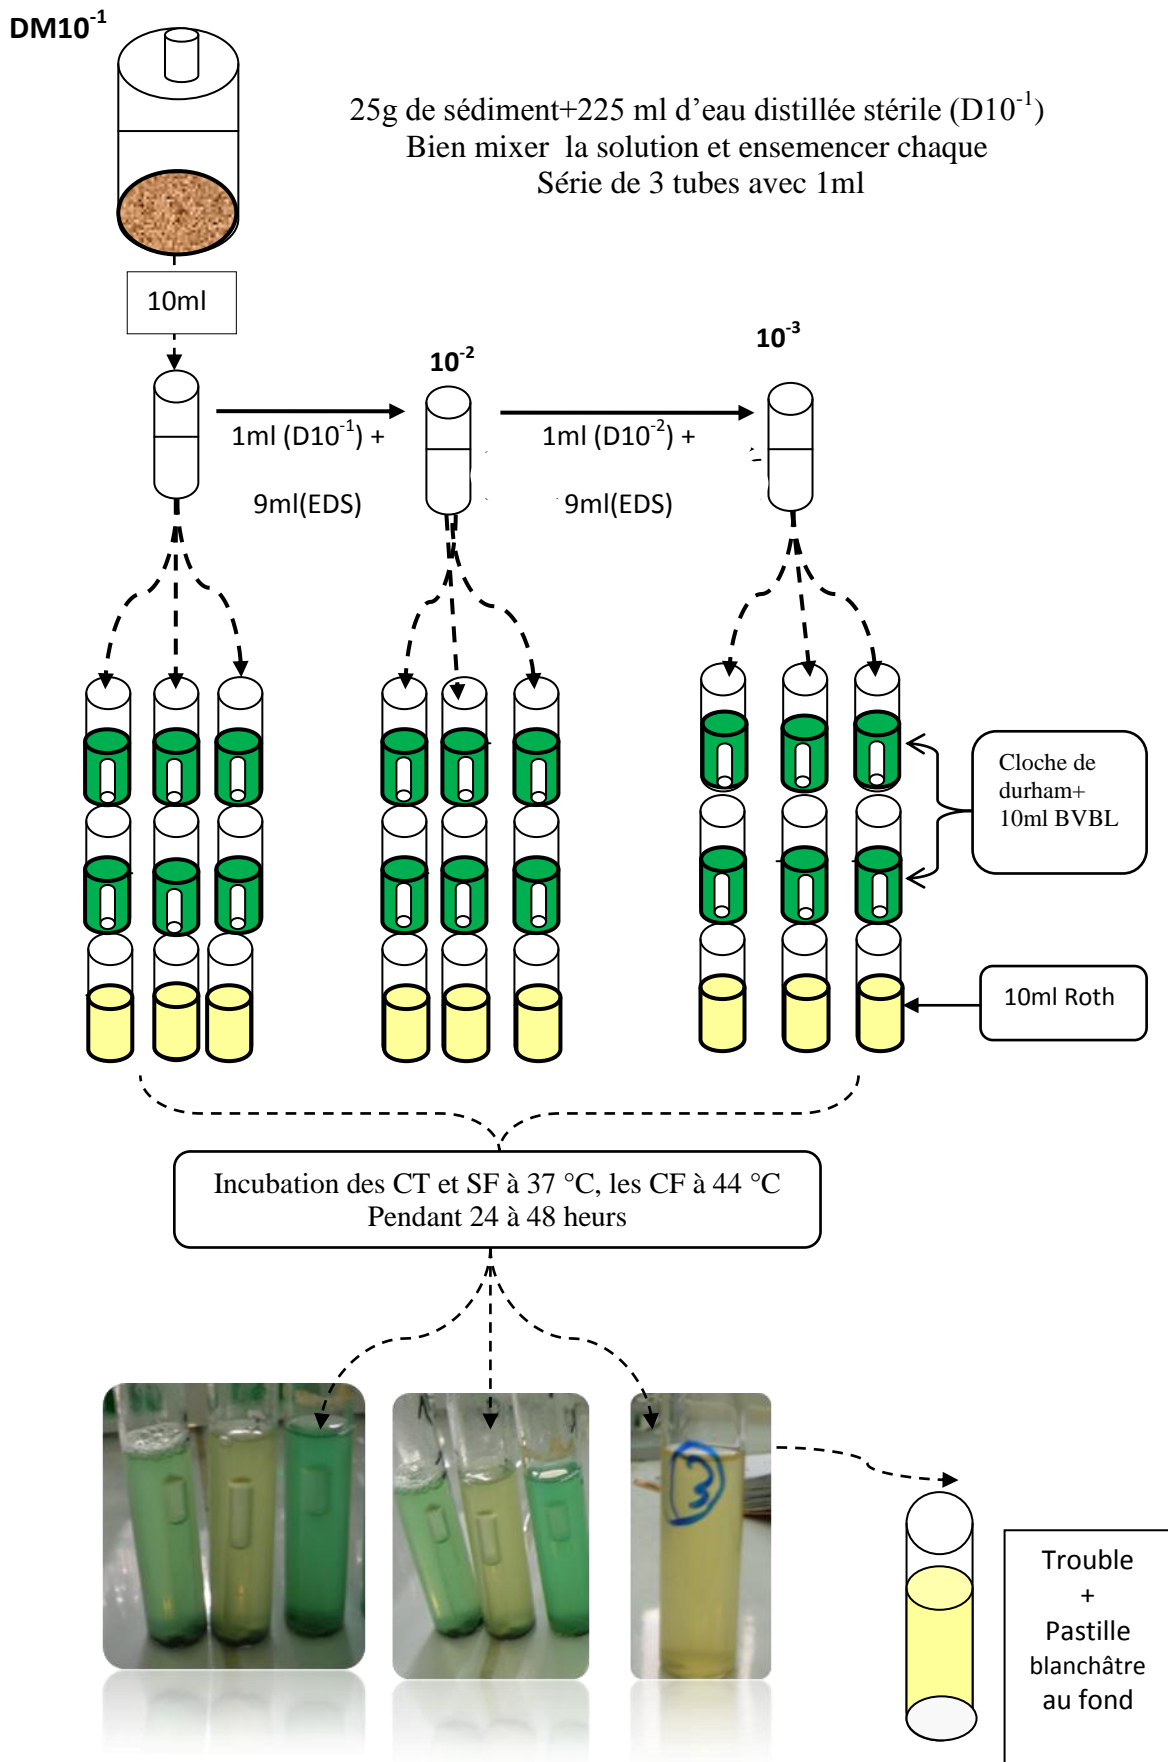 DM10⁻¹
25g de sédiment+225 ml d'eau distillée stérile (D10⁻¹)
Bien mixer la solution et ensemencer chaque
Série de 3 tubes avec 1ml
10ml
10⁻²
10⁻³
1ml (D10⁻¹) +
9ml(EDS)
1ml (D10⁻²) +
9ml(EDS)
Cloche de
durham+
10ml BVBL
10ml Roth
Incubation des CT et SF à 37 °C, les CF à 44 °C
Pendant 24 à 48 heurs
3
Trouble
+
Pastille
blanchâtre
au fond